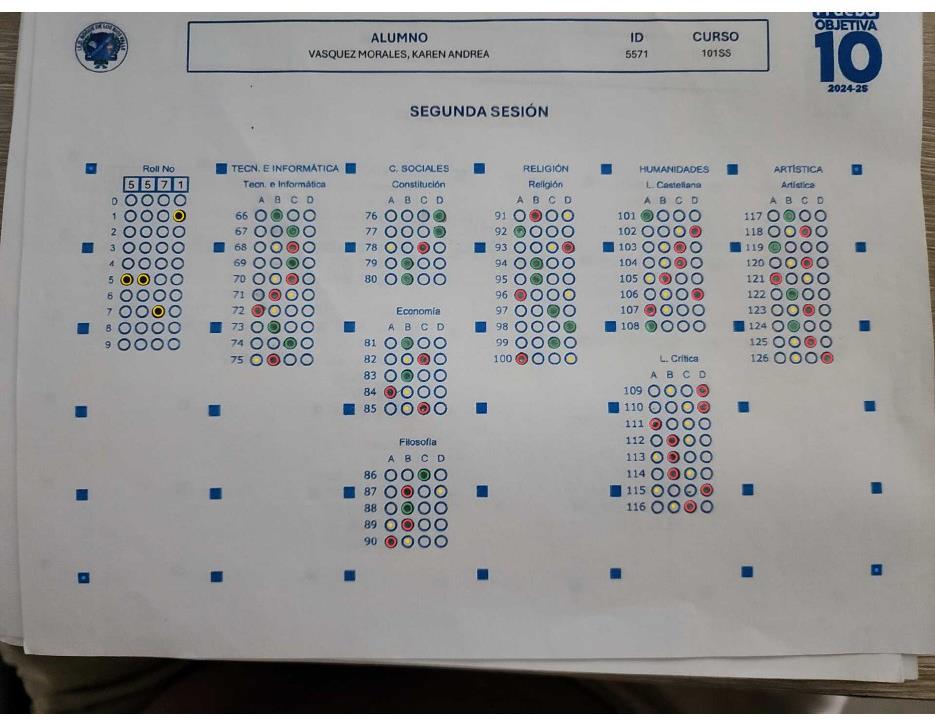 Prueba
OBJETIVA
10
2024-25
ALUMNO ID CURSO
VASQUEZ MORALES, KAREN ANDREA 5571 101SS
SEGUNDA SESIÓN
Roll No
5 5 7 1
0
1
2
3
4
5
6
7
8
9
TECN. E INFORMÁTICA
Tecn. e Informática
A B C D
66
67
68
69
70
71
72
73
74
75
C. SOCIALES
Constitución
A B C D
76
77
78
79
80
Economía
A B C D
81
82
83
84
85
Filosofía
A B C D
86
87
88
89
90
RELIGIÓN
Religión
A B C D
91
92
93
94
95
96
97
98
99
100
HUMANIDADES
L. Castellana
A B C D
101
102
103
104
105
106
107
108
L. Crítica
A B C D
109
110
111
112
113
114
115
116
ARTÍSTICA
Artística
A B C D
117
118
119
120
121
122
123
124
125
126